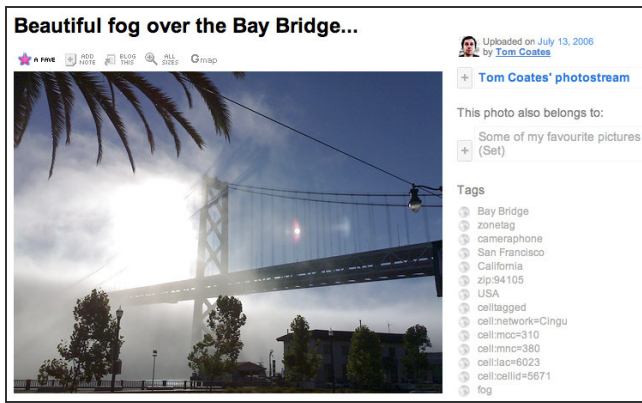 Beautiful fog over the Bay Bridge...
A FAVE
ADD
NOTE
BLOG
THIS
ALL
SIZES
Gmap
Uploaded on July 13, 2006
by Tom Coates
Tom Coates' photostream
This photo also belongs to:
Some of my favourite pictures
(Set)
Tags
Bay Bridge
zonetag
cameraphone
San Francisco
California
zip:94105
USA
celltagged
cell:network=Cingu
cell:mcc=310
cell:mnc=380
cell:lac=6023
cell:cellid=5671
fog